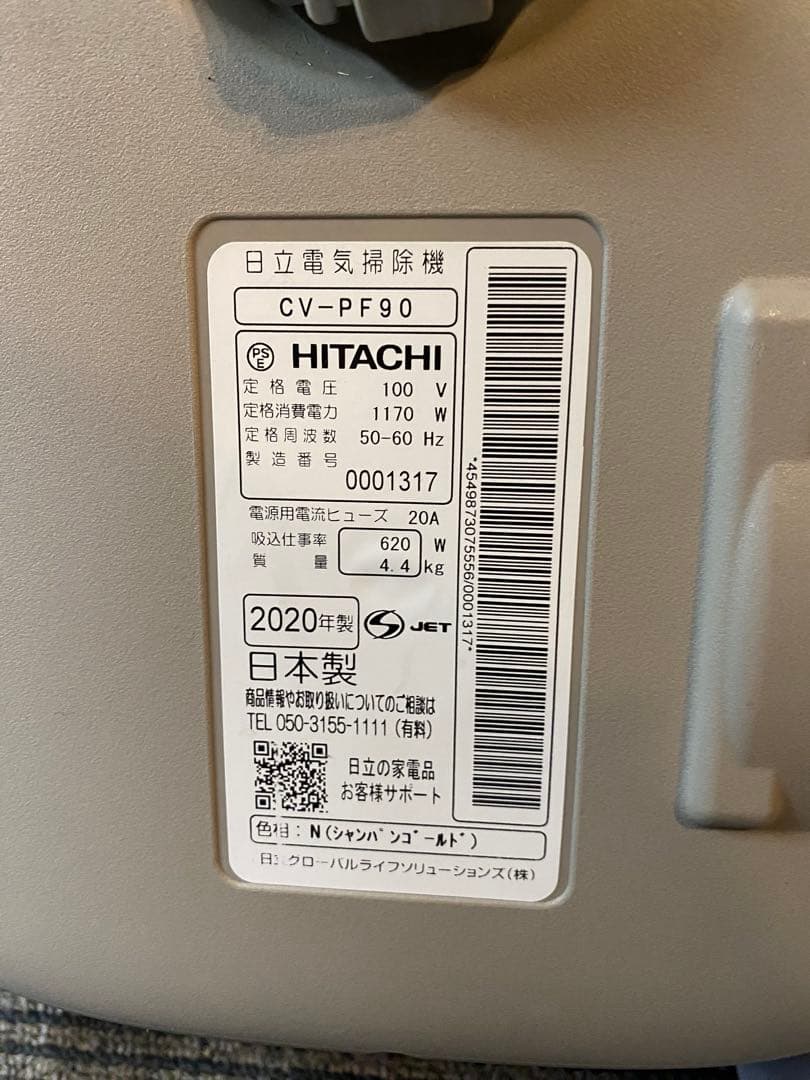 日立電気掃除機
CV-PF90
PSE HITACHI
定格電圧 100 V
定格消費電力 1170 W
定格周波数 50-60 Hz
製造番号
0001317
電源用電流ヒューズ 20A
吸込仕事率 620 W
質量 4.4 kg
2020年製 S JET
日本製
商品情報やお取り扱いについてのご相談は
TEL 050-3155-1111 (有料)
日立の家電品
お客様サポート
色相: N(シャンパンゴールド)
日立グローバルライフソリューションズ(株)
*4549873075556/0001317*